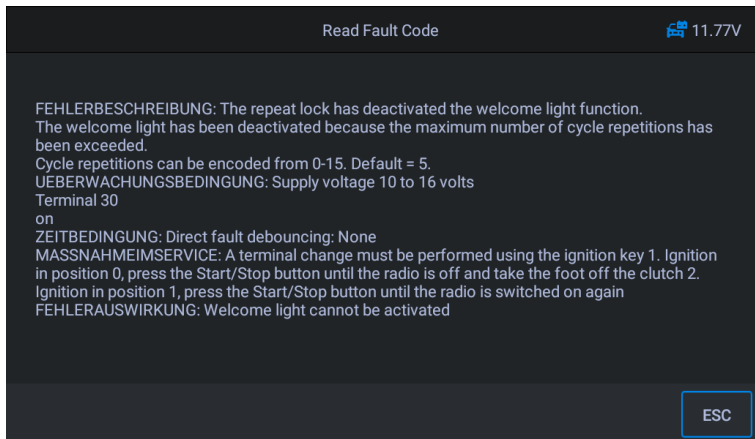 Read Fault Code
11.77V
FEHLERBESCHREIBUNG: The repeat lock has deactivated the welcome light function.
The welcome light has been deactivated because the maximum number of cycle repetitions has
been exceeded.
Cycle repetitions can be encoded from 0-15. Default = 5.
UEBERWACHUNGSBEDINGUNG: Supply voltage 10 to 16 volts
Terminal 30
on
ZEITBEDINGUNG: Direct fault debouncing: None
MASSNAHMEIMSERVICE: A terminal change must be performed using the ignition key 1. Ignition
in position 0, press the Start/Stop button until the radio is off and take the foot off the clutch 2.
Ignition in position 1, press the Start/Stop button until the radio is switched on again
FEHLERAUSWIRKUNG: Welcome light cannot be activated
ESC